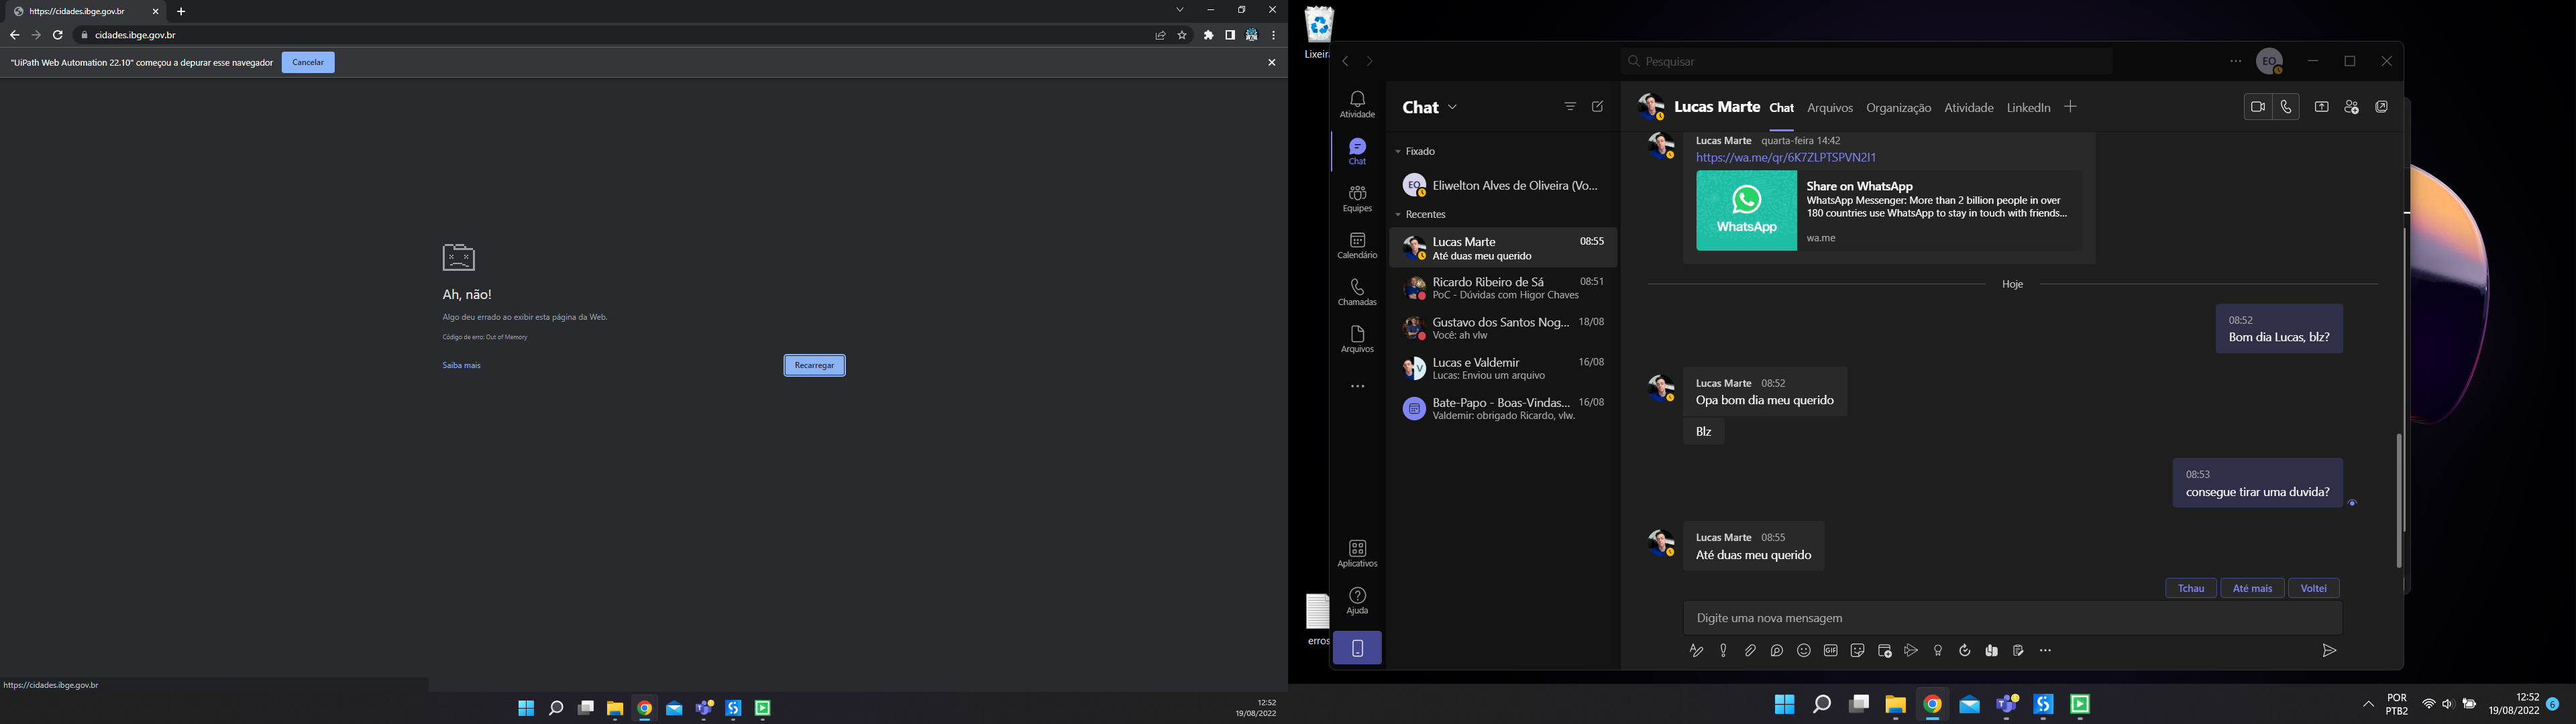 https://cidades.ibge.gov.br
cidades.ibge.gov.br
"UiPath Web Automation 22.10" começou a depurar esse navegador
Cancelar
Ah, não!
Algo deu errado ao exibir esta página da Web.
Código de erro: Out of Memory
Saiba mais
Recarregar
https://cidades.ibge.gov.br
12:52
19/08/2022
Lixeira
erros
Pesquisar
EO
Atividade
Chat
Equipes
Calendário
Chamadas
Arquivos
Aplicativos
Ajuda
Chat
Fixado
EO
Eliwelton Alves de Oliveira (Vo...
Recentes
Lucas Marte 08:55
Até duas meu querido
Ricardo Ribeiro de Sá 08:51
PoC - Dúvidas com Higor Chaves
Gustavo dos Santos Nog... 18/08
Você: ah vlw
V
Lucas e Valdemir 16/08
Lucas: Enviou um arquivo
Bate-Papo - Boas-Vindas... 16/08
Valdemir: obrigado Ricardo, vlw.
Lucas Marte Chat Arquivos Organização Atividade LinkedIn
Lucas Marte quarta-feira 14:42
https://wa.me/qr/6K7ZLPTSPVN2I1
WhatsApp
Share on WhatsApp
WhatsApp Messenger: More than 2 billion people in over
180 countries use WhatsApp to stay in touch with friends...
wa.me
Hoje
08:52
Bom dia Lucas, blz?
Lucas Marte 08:52
Opa bom dia meu querido
Blz
08:53
consegue tirar uma duvida?
Lucas Marte 08:55
Até duas meu querido
Tchau Até mais Voltei
Digite uma nova mensagem
GIF
POR
PTB2
12:52
19/08/2022
6